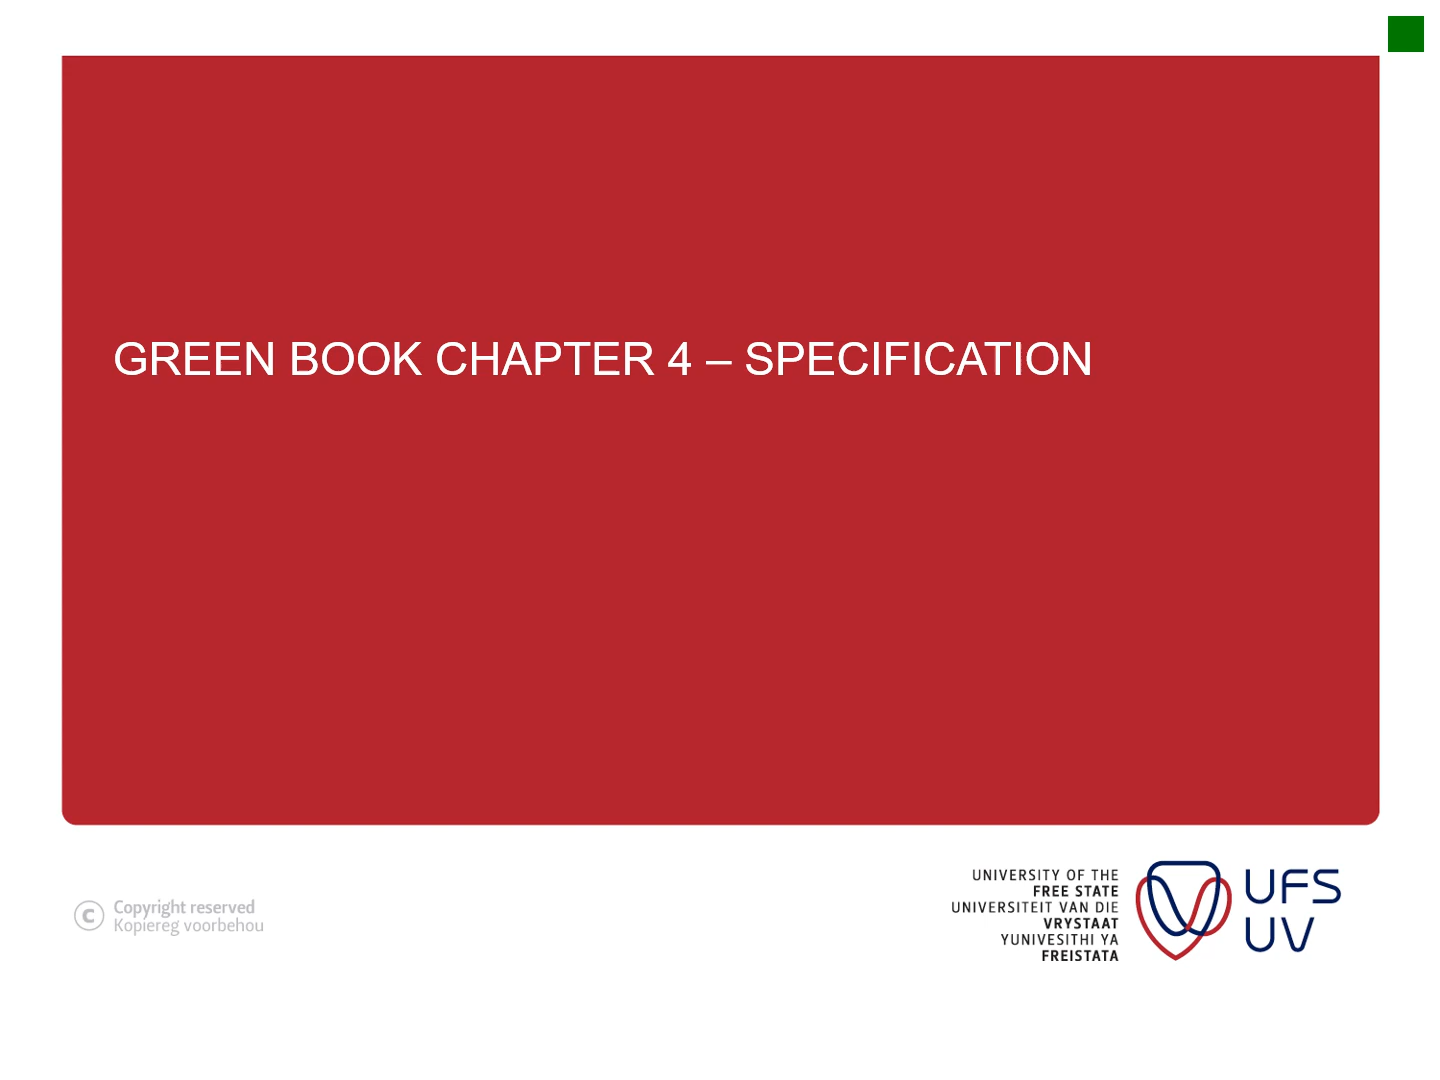 GREEN BOOK CHAPTER 4 – SPECIFICATION
C
Copyright reserved
Kopiereg voorbehou
UNIVERSITY OF THE
FREE STATE
UNIVERSITEIT VAN DIE
VRYSTAAT
YUNIVESITHI YA
FREISTATA
UFS
UV